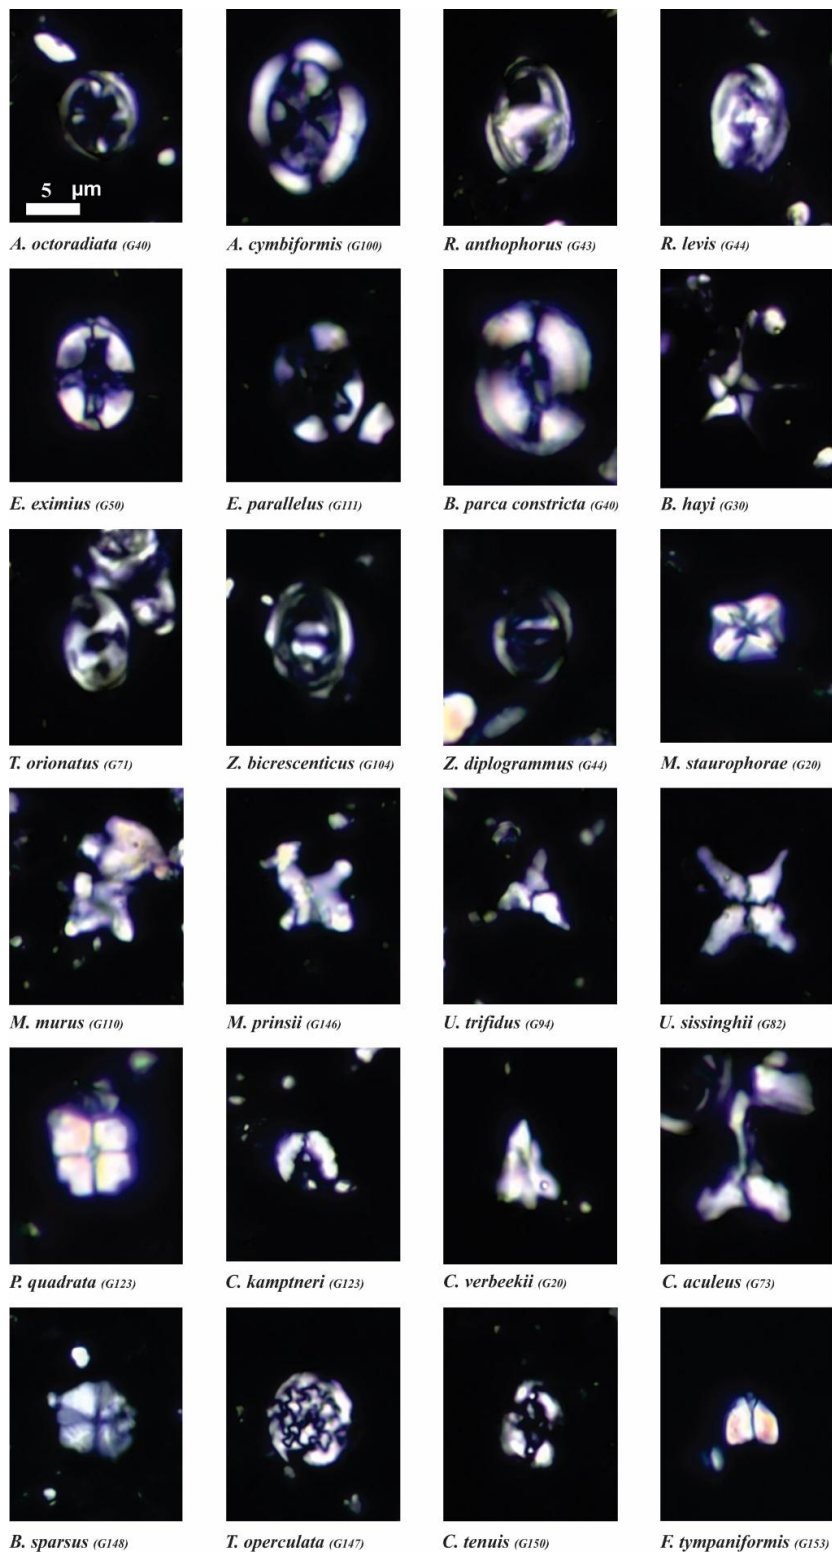 5 µm
A. octoradiata (G40) A. cymbiformis (G100) R. anthophorus (G43) R. levis (G44)
E. eximius (G50) E. parallelus (G111) B. parca constricta (G40) B. hayi (G30)
T. orionatus (G71) Z. bicrescenticus (G104) Z. diplogrammus (G44) M. staurophorae (G20)
M. murus (G110) M. prinsii (G146) U. trifidus (G94) U. sissinghii (G82)
P. quadrata (G123) C. kamptneri (G123) C. verbeekii (G20) C. aculeus (G73)
B. sparsus (G148) T. operculata (G147) C. tenuis (G150) F. tympaniformis (G153)